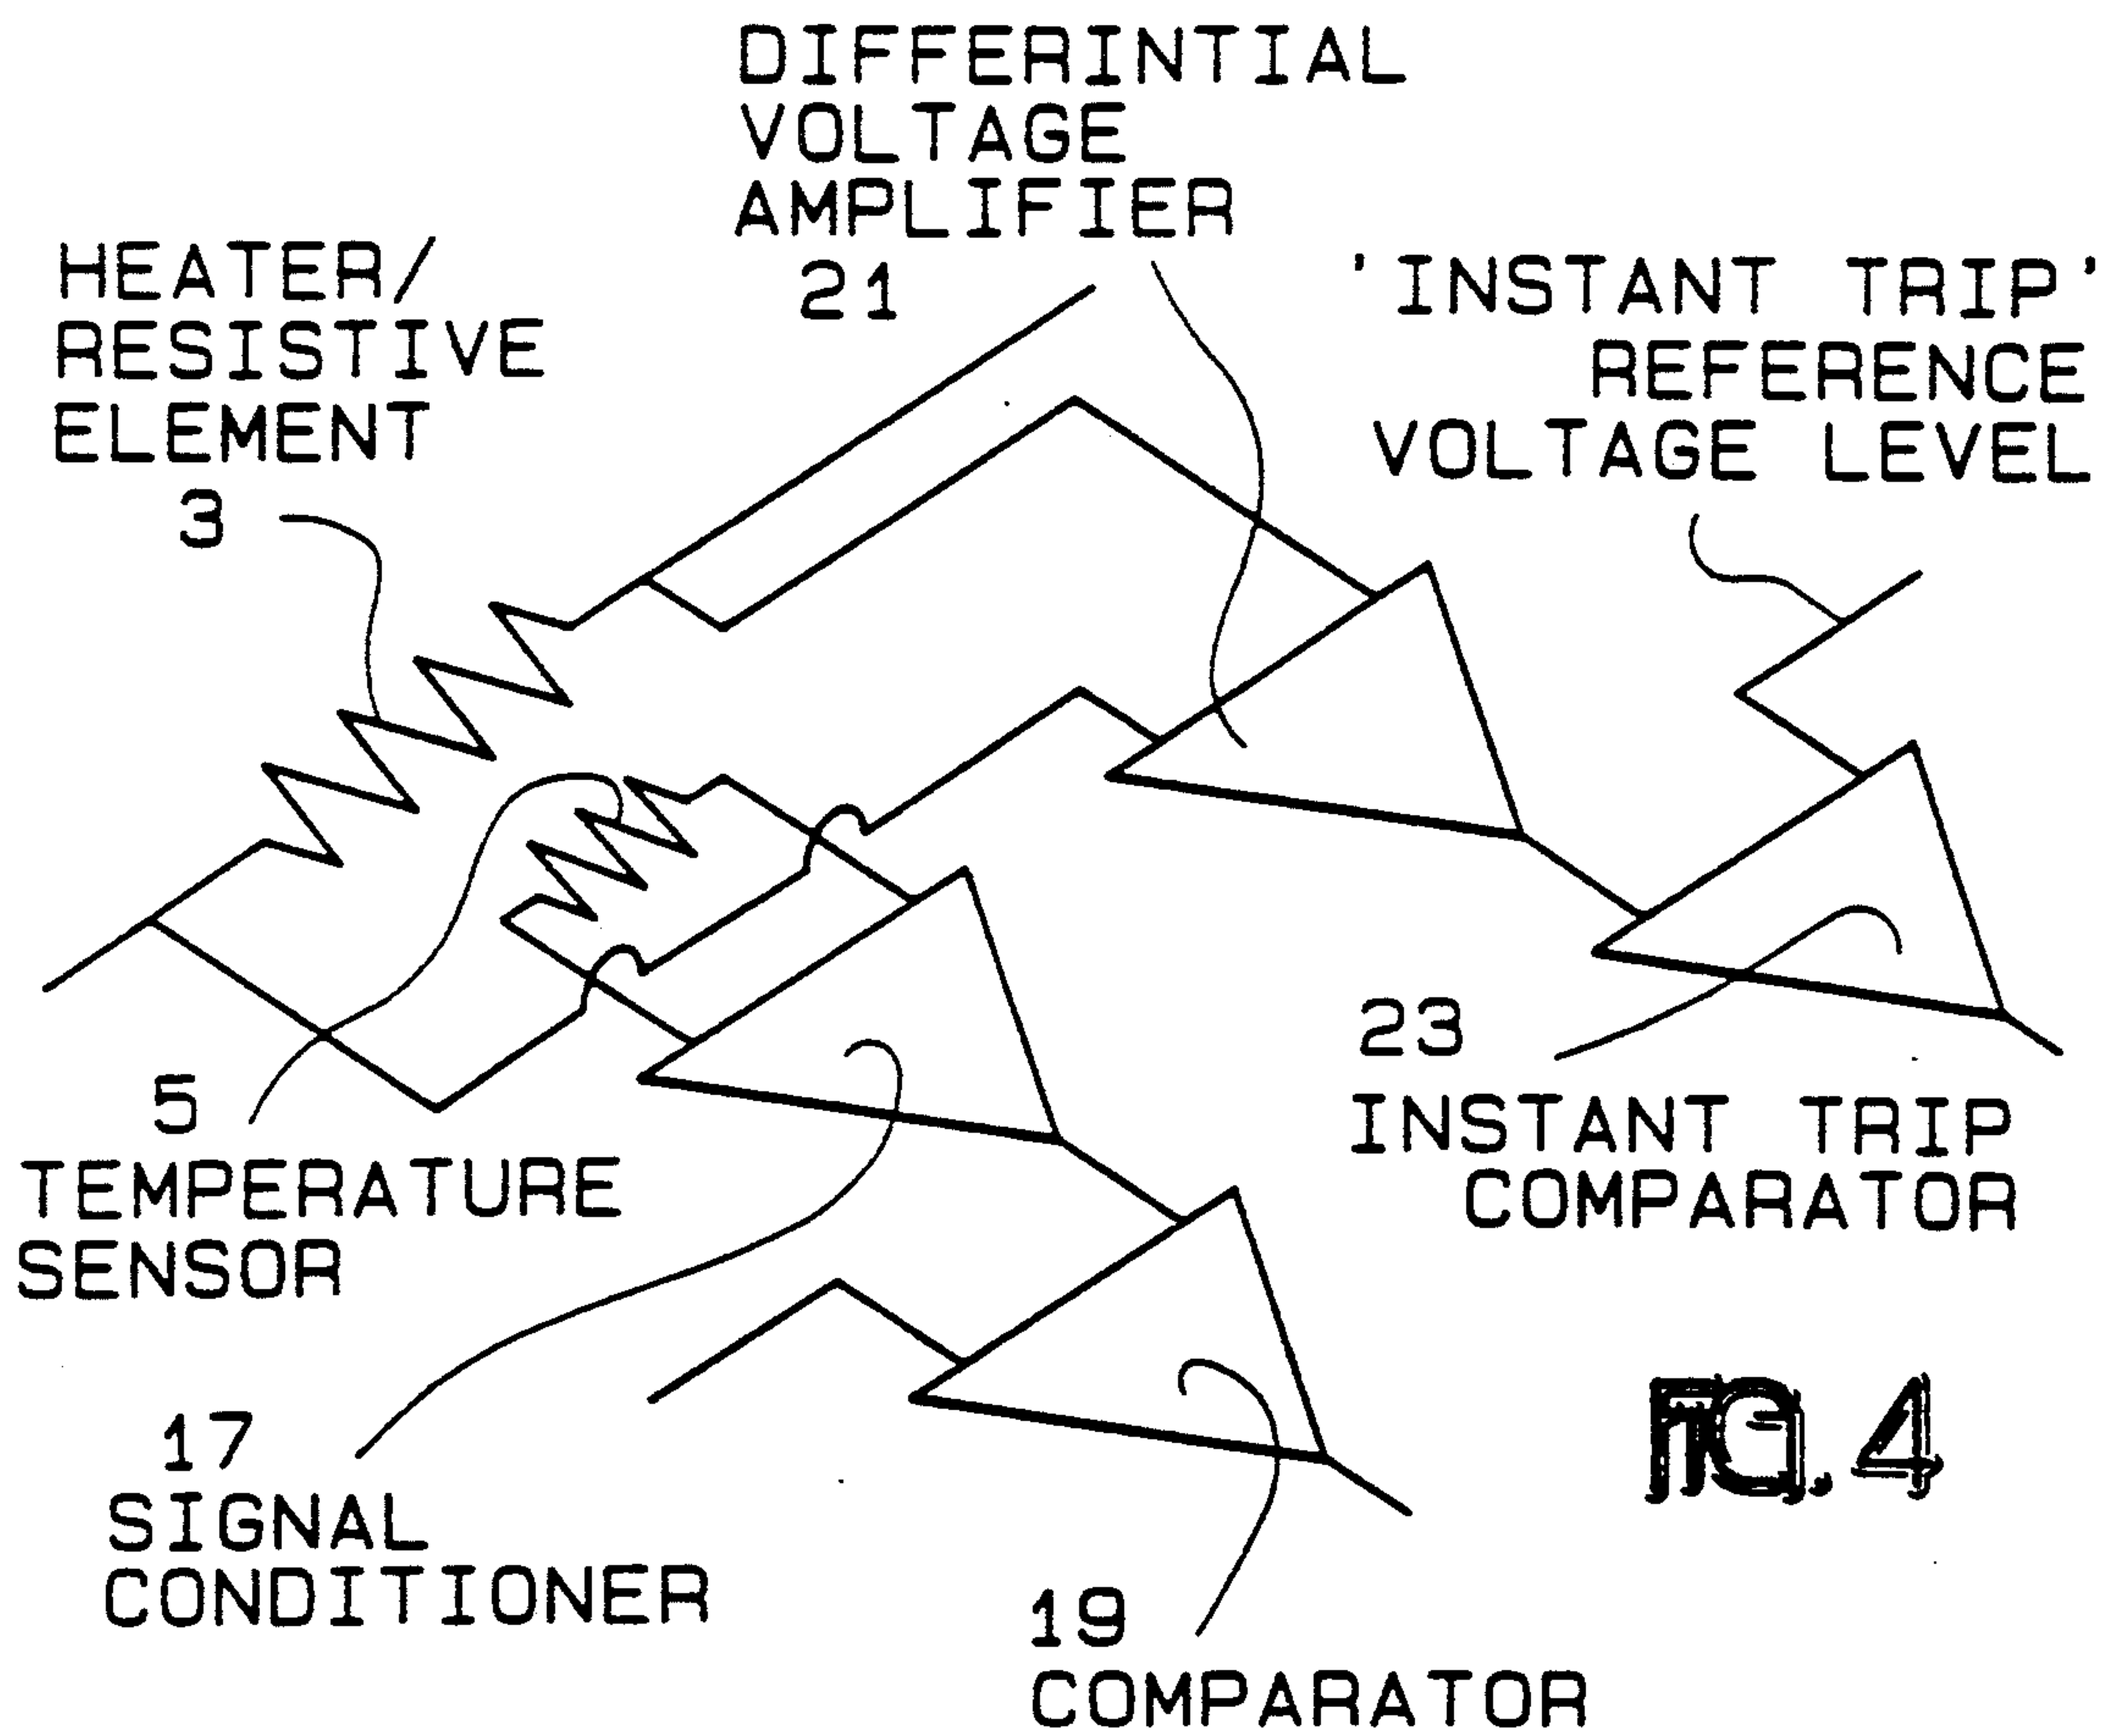 DIFFERINTIAL
VOLTAGE
AMPLIFIER
21
HEATER/
RESISTIVE
ELEMENT
3
'INSTANT TRIP'
REFERENCE
VOLTAGE LEVEL
5
TEMPERATURE
SENSOR
23
INSTANT TRIP
COMPARATOR
17
SIGNAL
CONDITIONER
19
COMPARATOR
FIG. 4